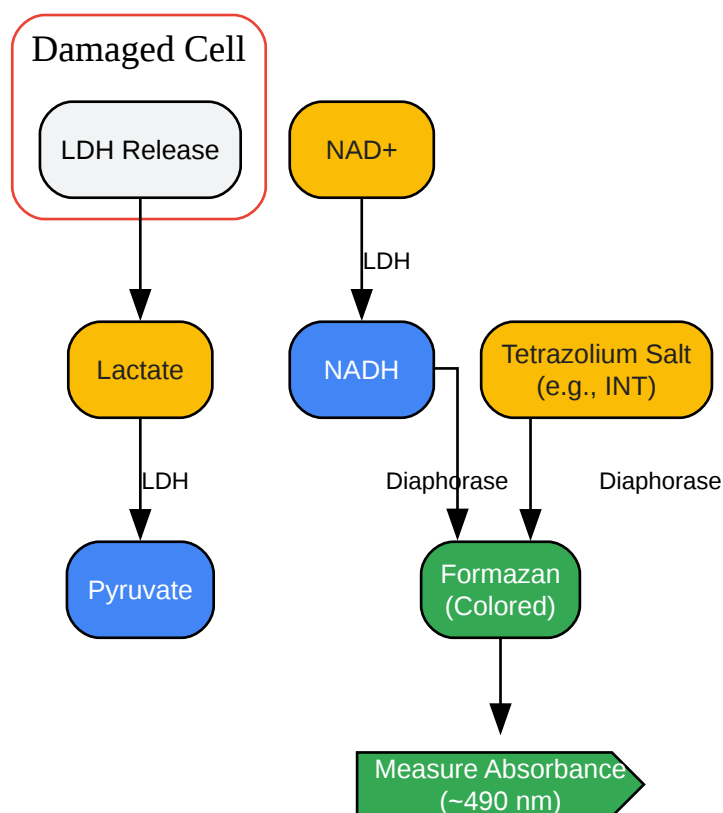 Damaged Cell
LDH Release
NAD+
LDH
Lactate
NADH
Tetrazolium Salt
(e.g., INT)
LDH
Diaphorase
Diaphorase
Pyruvate
Formazan
(Colored)
Measure Absorbance
(~490 nm)